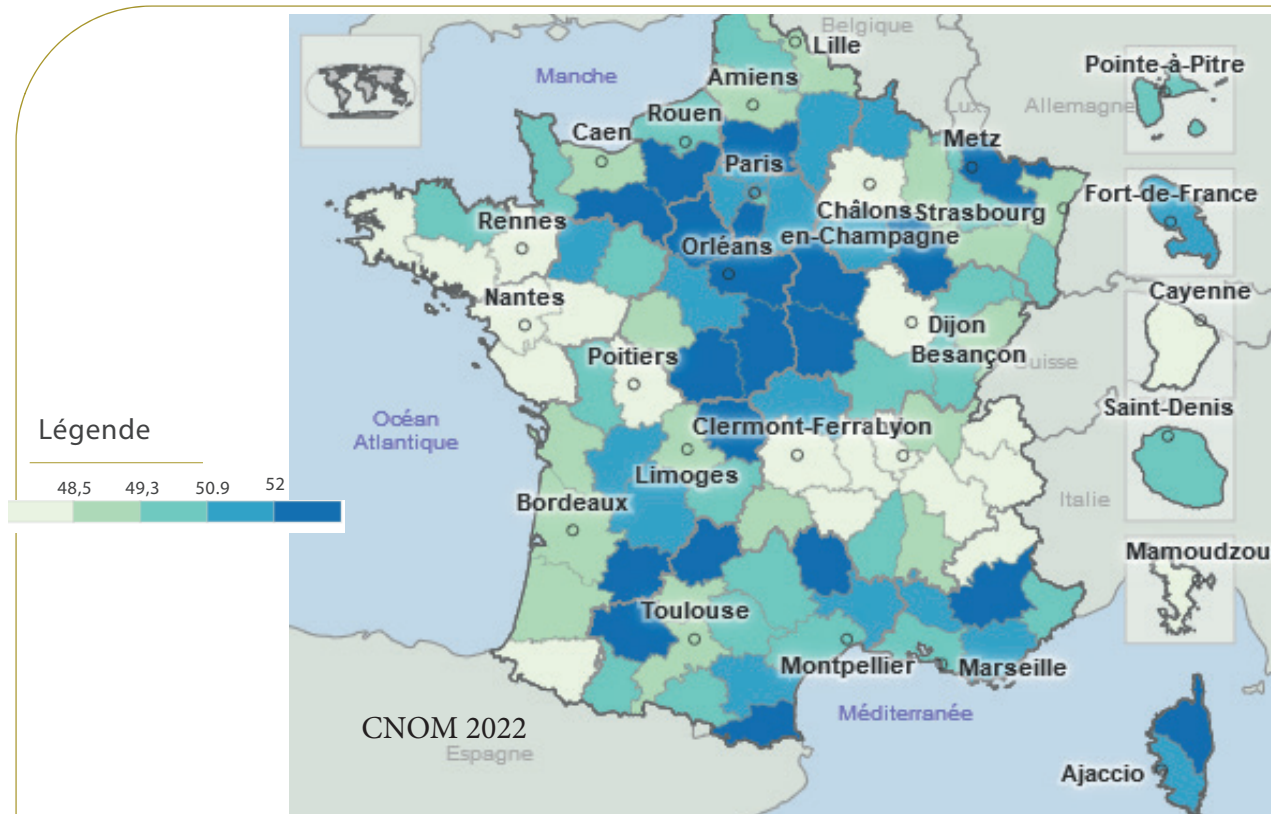 Belgique
Lille
Pointe-à-Pitre
Manche
Amiens
Lux.
Allemagne
Rouen
Caen
Metz
Paris
Fort-de-France
Rennes
Châlons
en-Champagne
Strasbourg
Orléans
Nantes
Cayenne
Dijon
Besançon
Suisse
Poitiers
Saint-Denis
Océan
Atlantique
Légende
Clermont-Ferra
Lyon
48,5 49,3 50.9 52
Limoges
Italie
Bordeaux
Mamoudzou
Toulouse
Montpellier
Marseille
CNOM 2022
Méditerranée
Espagne
Ajaccio